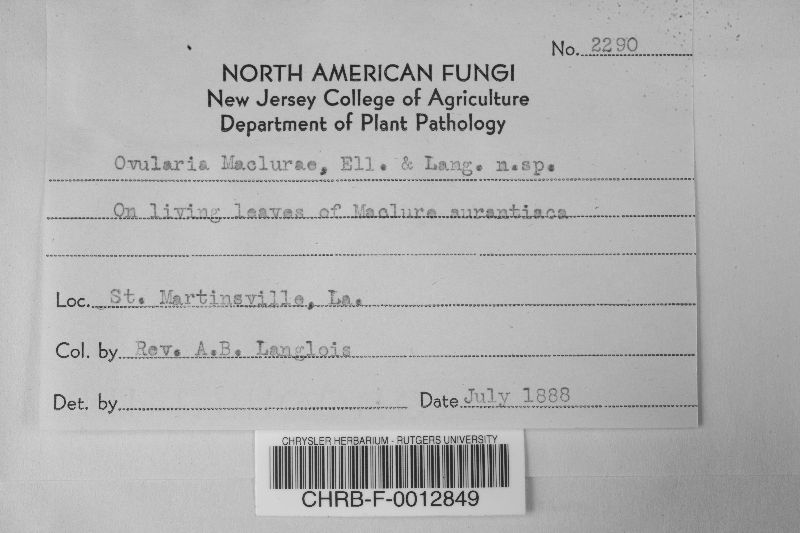 No. 2290
NORTH AMERICAN FUNGI
New Jersey College of Agriculture
Department of Plant Pathology
Ovularia Maclurae, Ell. & Lang. n.sp.
On living leaves of Maclure aurantiaca
Loc. St. Martinsville, La.
Col. by Rev. A.B. Langlois
Det. by
Date July 1888
CHRYSLER HERBARIUM - RUTGERS UNIVERSITY
CHRB-F-0012849